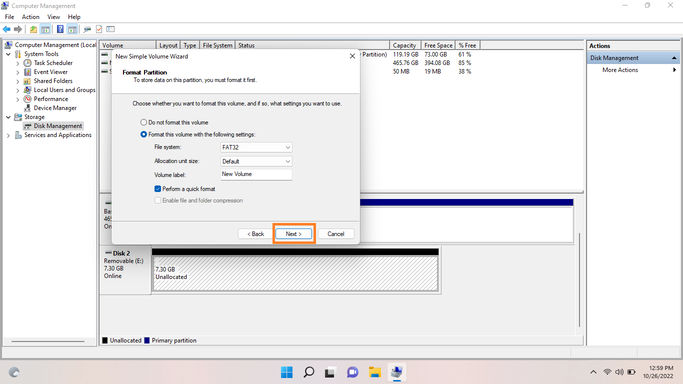 Computer Management
File Action View Help
Computer Management (Local
System Tools
Task Scheduler
Event Viewer
Shared Folders
Local Users and Groups
Performance
Device Manager
Storage
Disk Management
Services and Applications
Volume Layout Type File System Status Capacity Free Space % Free
Partition) 119.19 GB 73.00 GB 61 %
465.76 GB 394.08 GB 85 %
50 MB 19 MB 38 %
Actions
Disk Management
More Actions
New Simple Volume Wizard
Format Partition
To store data on this partition, you must format it first.
Choose whether you want to format this volume, and if so, what settings you want to use.
Do not format this volume
Format this volume with the following settings:
File system: FAT32
Allocation unit size: Default
Volume label: New Volume
Perform a quick format
Enable file and folder compression
< Back Next > Cancel
Disk 2
Removable (E:)
7.30 GB
Online
7.30 GB
Unallocated
Unallocated Primary partition
12:59 PM
10/26/2022